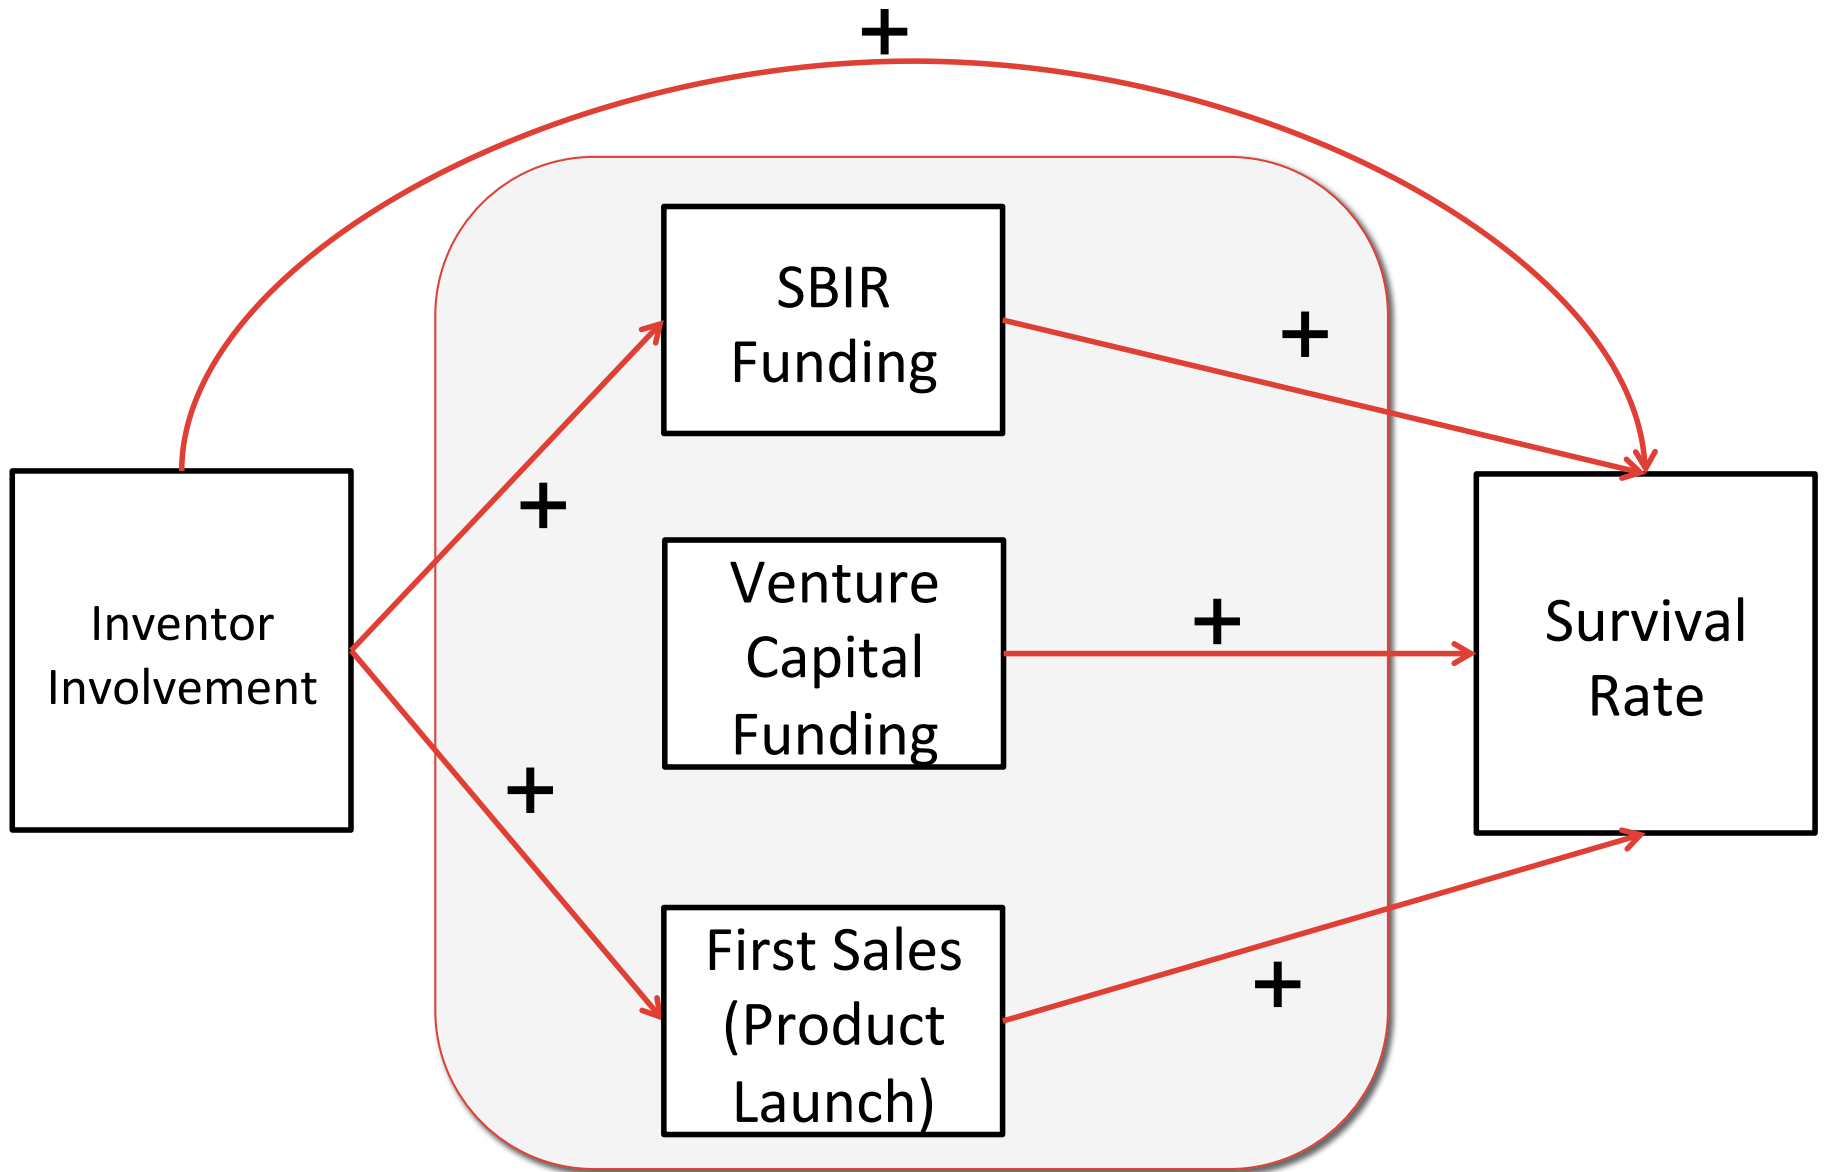 +
SBIR
Funding
+
+
Inventor
Involvement
Venture
Capital
Funding
+
Survival
Rate
+
First Sales
(Product
Launch)
+